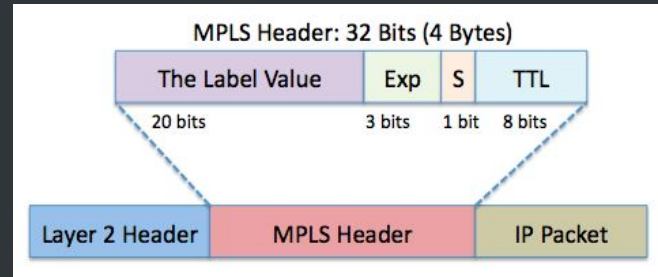 MPLS Header: 32 Bits (4 Bytes)
The Label Value Exp S TTL
20 bits 3 bits 1 bit 8 bits
Layer 2 Header MPLS Header IP Packet